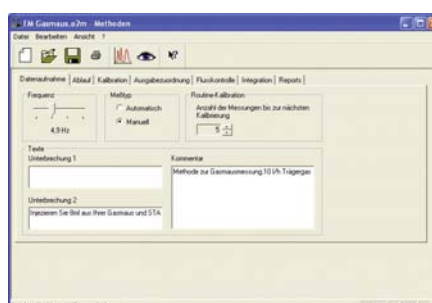 EM Gasmaus.o2m - Methoden
Datei Bearbeiten Ansicht ?
Datenaufnahme Ablauf Kalibration Ausgabezuordnung Flusskontrolle Integration Reports
Frequenz
4,9 Hz
Meßtyp
Automatisch
Manuell
Routine-Kalibration
Anzahl der Messungen bis zur nächsten
Kalibrierung
5
Texte
Unterbrechung 1
Unterbrechung 2
Injezieren Sie 8ml aus Ihrer Gasmaus und STA
Kommentar
Methode zur Gasmausmessung,10 l/h Trägergas